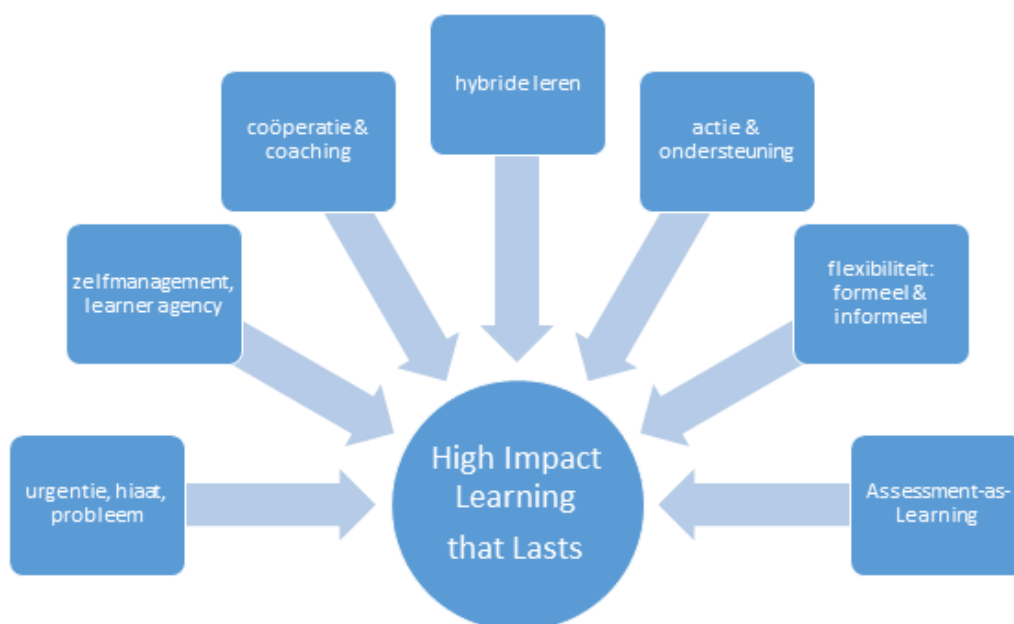 hybride leren
coöperatie &
coaching
actie &
ondersteuning
zelfmanagement,
learner agency
flexibiliteit:
formeel &
informeel
urgentie, hiaat,
probleem
High Impact
Learning
that Lasts
Assessment-as-
Learning